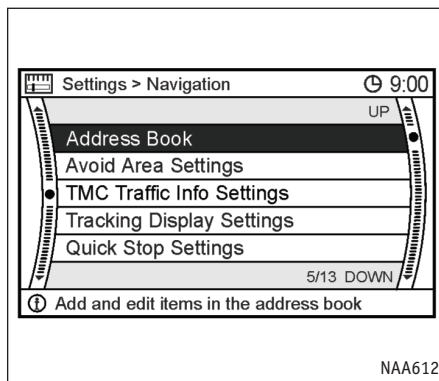 Settings > Navigation 9:00
UP
Address Book
Avoid Area Settings
TMC Traffic Info Settings
Tracking Display Settings
Quick Stop Settings
5/13 DOWN
Add and edit items in the address book
NAA612